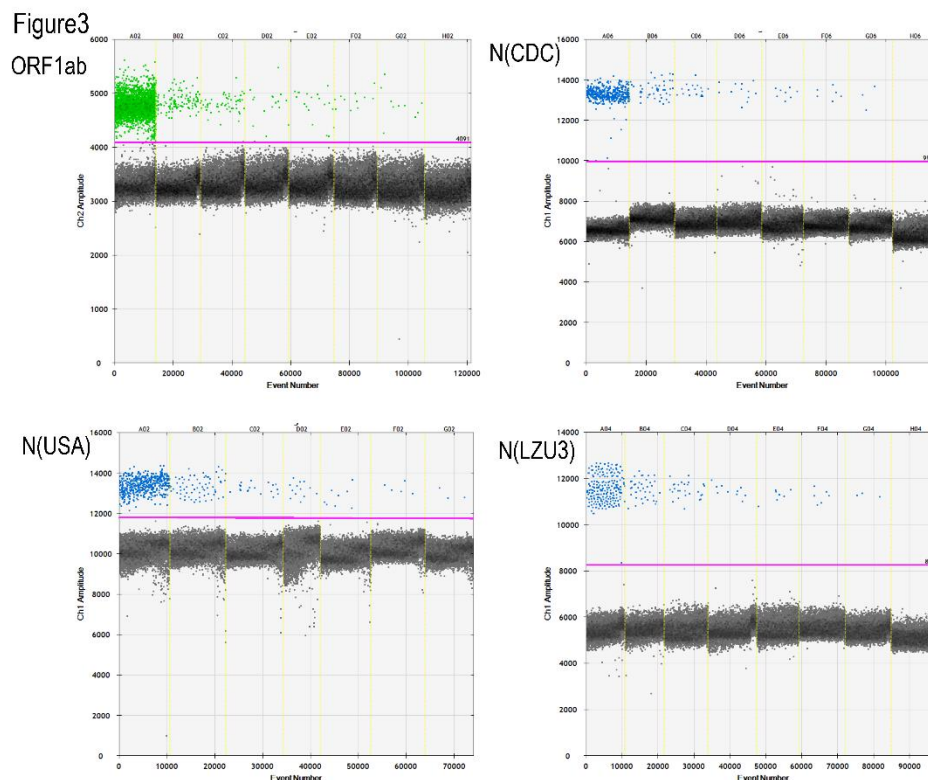 Figure3
ORF1ab
A02 B02 C02 D02 E02 F02 G02 H02
6000
5000
4091
4000
3000
2000
1000
0
Ch2 Amplitude
0 20000 40000 60000 80000 100000 120000
Event Number
N(CDC)
A06 B06 C06 D06 E06 F06 G06 H06
14000
12000
10000
8000
6000
4000
2000
0
Ch1 Amplitude
0 20000 40000 60000 80000 100000
Event Number
N(USA)
A02 B02 C02 D02 E02 F02 G02
14000
12000
10000
8000
6000
4000
2000
0
Ch1 Amplitude
0 10000 20000 30000 40000 50000 60000 70000
Event Number
N(LZU3)
A04 B04 C04 D04 E04 F04 G04 H04
14000
12000
10000
8000
6000
4000
2000
0
Ch1 Amplitude
0 10000 20000 30000 40000 50000 60000 70000 80000 90000
Event Number